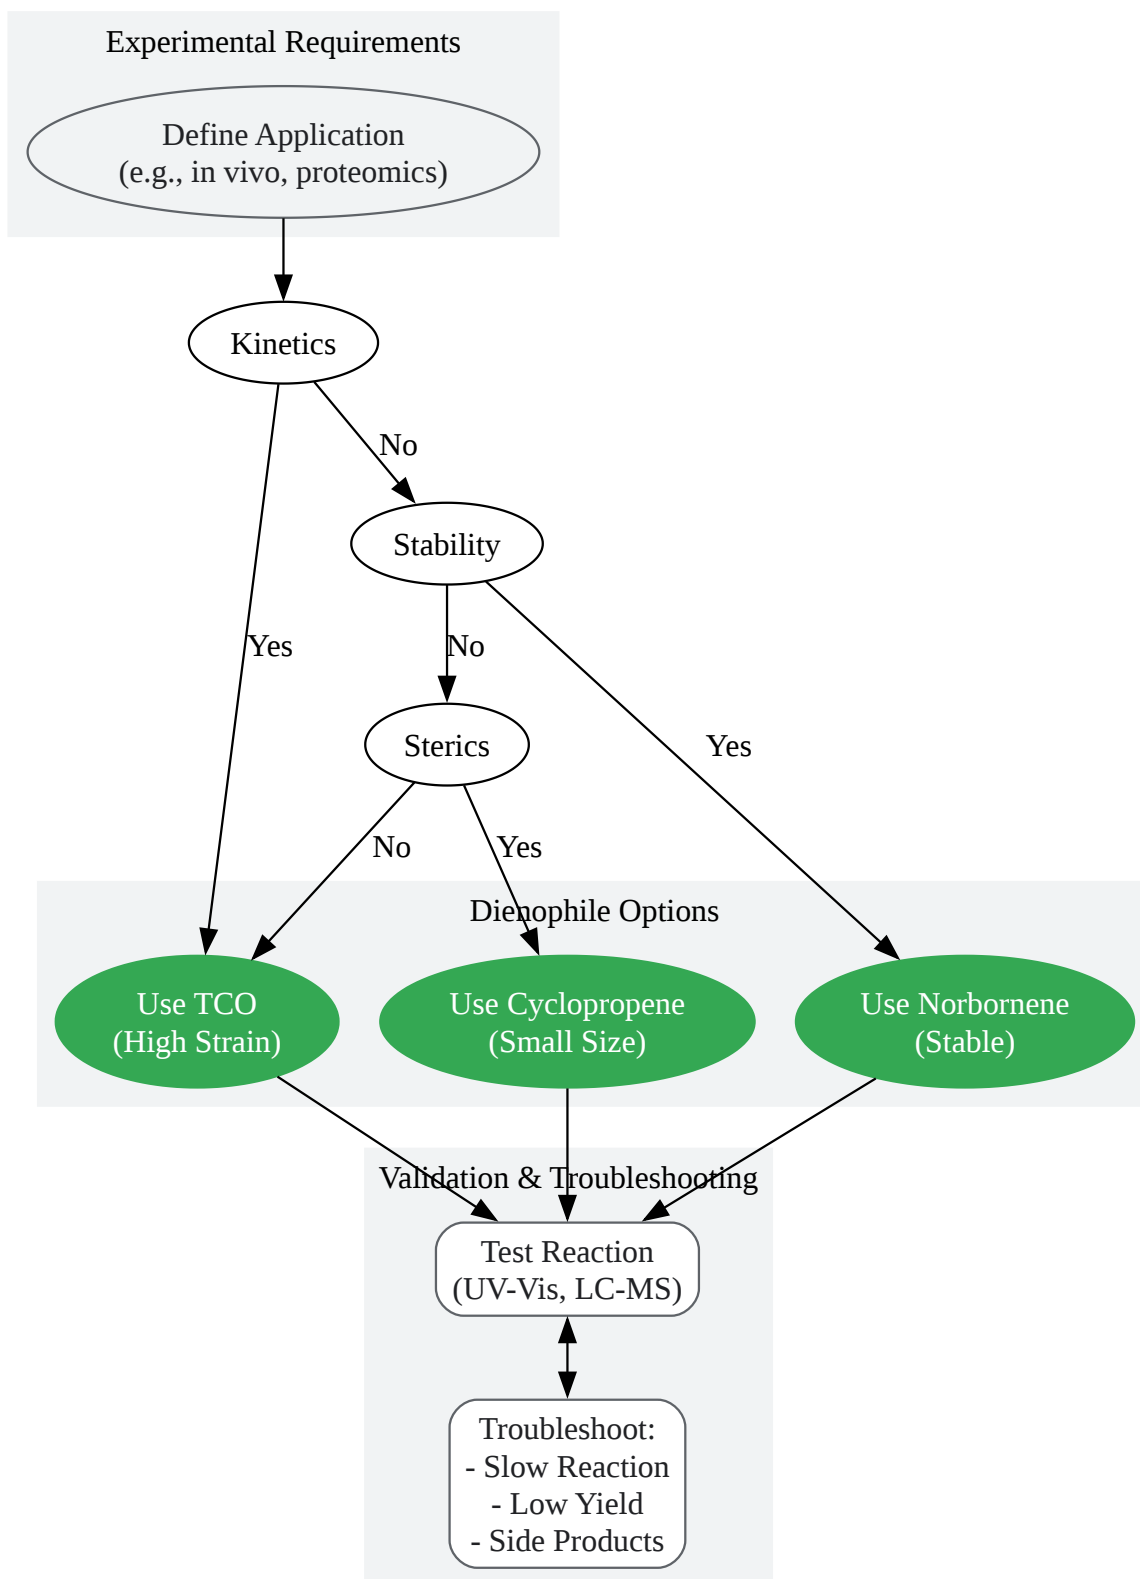 Experimental Requirements
Define Application
(e.g., in vivo, proteomics)
Kinetics
No
Stability
Yes
No
Sterics
Yes
No
Yes
Dienophile Options
Use TCO
(High Strain)
Use Cyclopropene
(Small Size)
Use Norbornene
(Stable)
Validation & Troubleshooting
Test Reaction
(UV-Vis, LC-MS)
Troubleshoot:
- Slow Reaction
- Low Yield
- Side Products